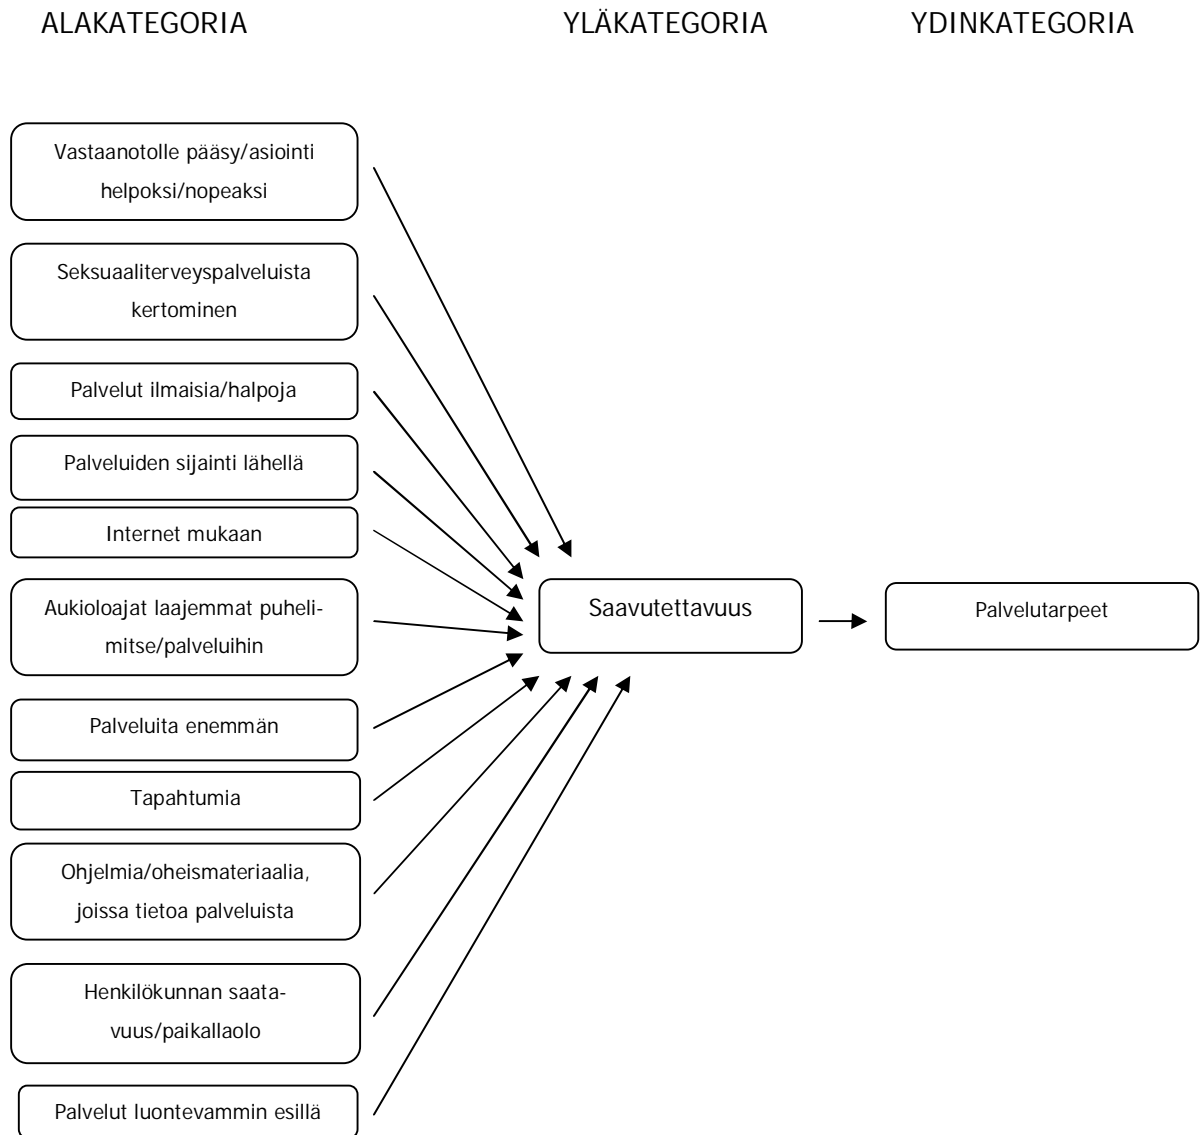 ALAKATEGORIA YLÄKATEGORIA YDINKATEGORIA
Vastaanotolle pääsy/asiointi
helpoksi/nopeaksi
Seksuaaliterveyspalveluista
kertominen
Palvelut ilmaisia/halpoja
Palveluiden sijainti lähellä
Internet mukaan
Aukioloajat laajemmat puheli-
mitse/palveluihin
Palveluita enemmän
Tapahtumia
Ohjelmia/oheismateriaalia,
joissa tietoa palveluista
Henkilökunnan saata-
vuus/paikallaolo
Palvelut luontevammin esillä
Saavutettavuus
Palvelutarpeet